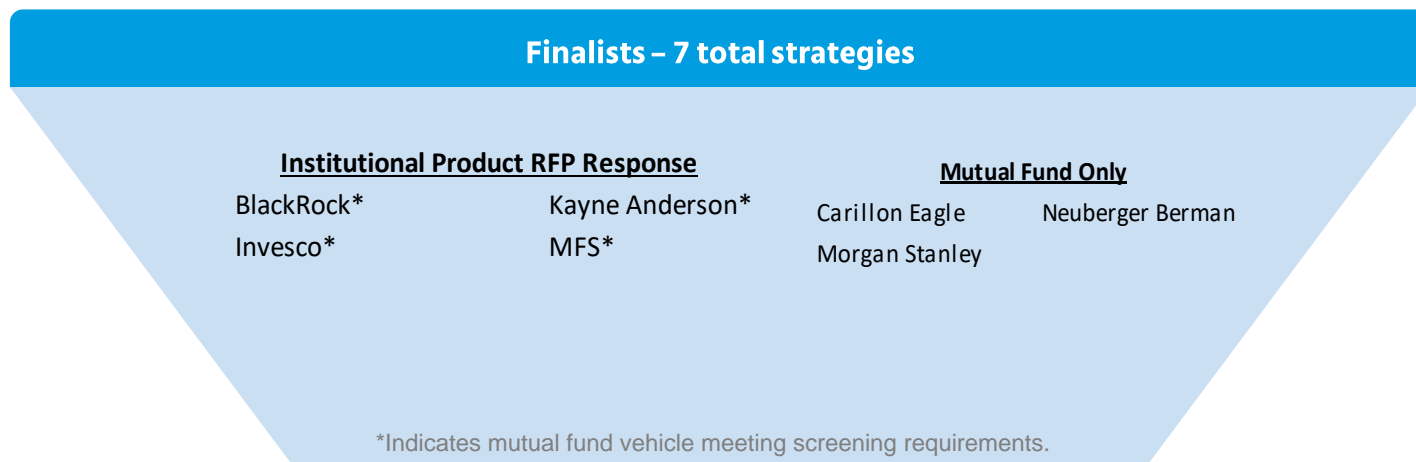 Finalists – 7 total strategies
Institutional Product RFP Response
BlackRock* Kayne Anderson*
Invesco* MFS*
Mutual Fund Only
Carillon Eagle Neuberger Berman
Morgan Stanley
*Indicates mutual fund vehicle meeting screening requirements.